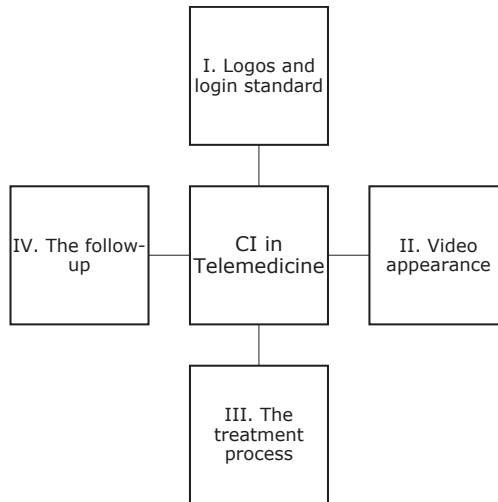 I. Logos and
login standard
IV. The follow-
up
CI in
Telemedicine
II. Video
appearance
III. The
treatment
process